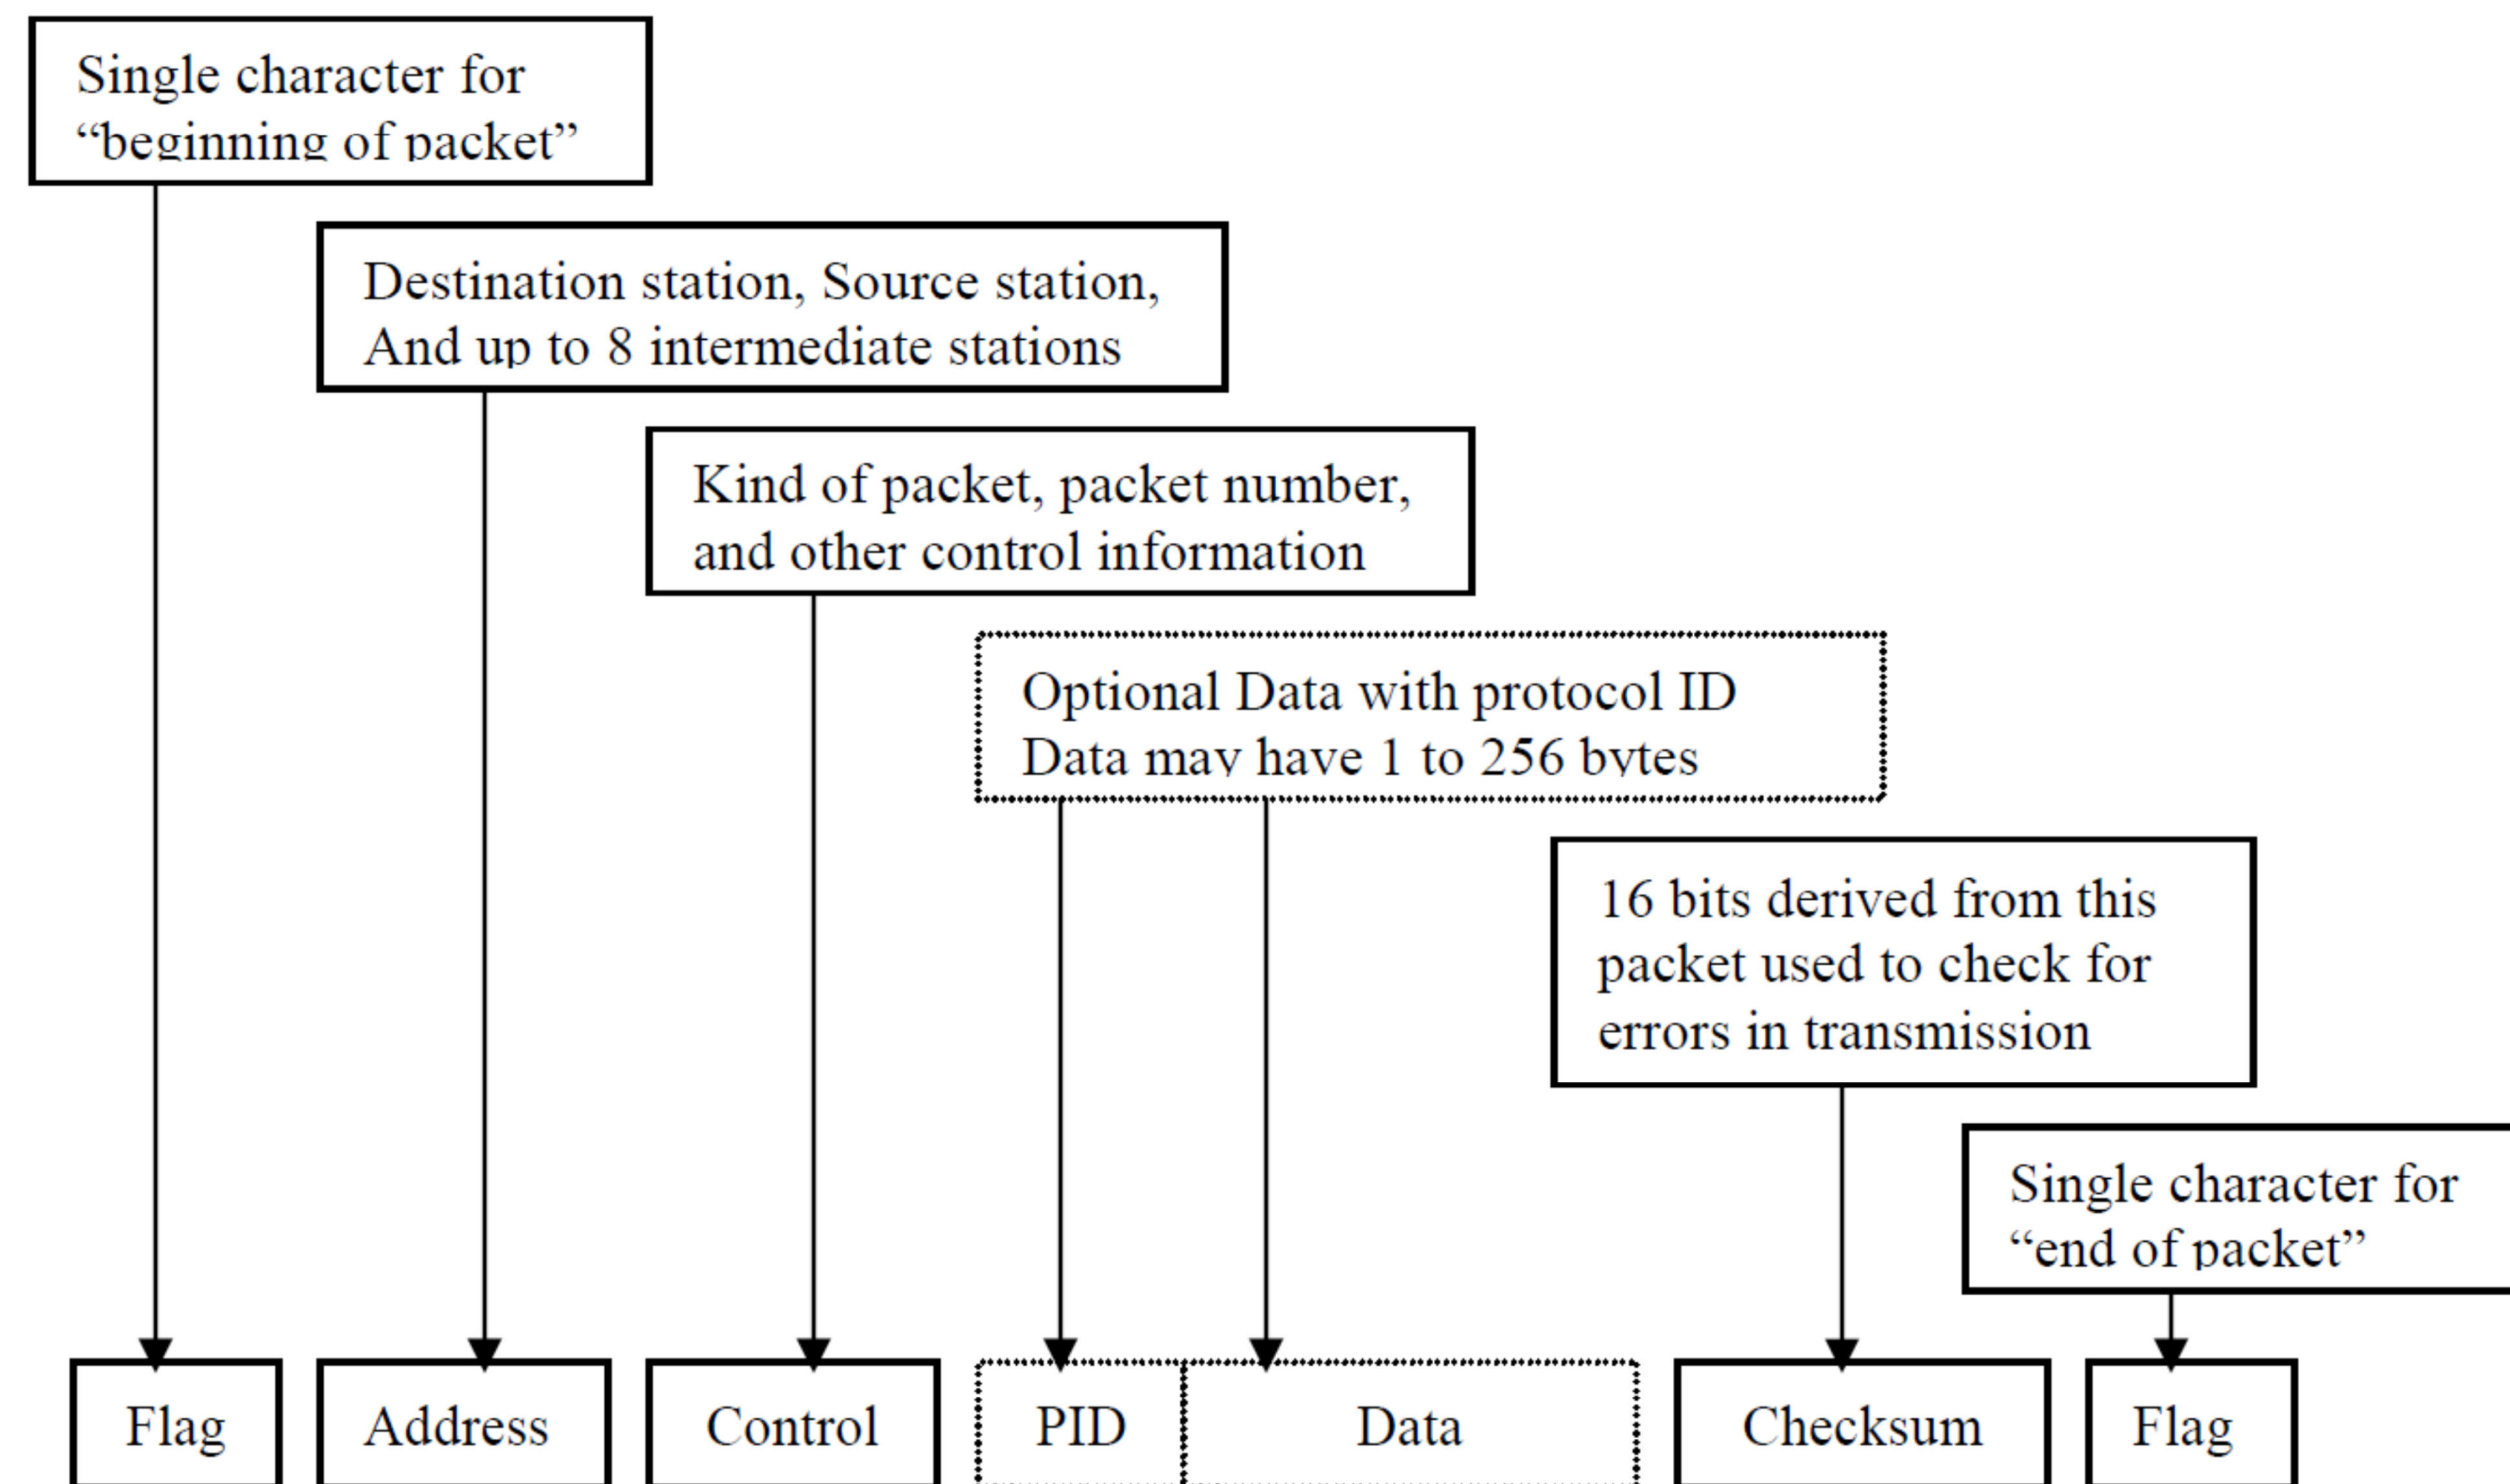 Single character for
“beginning of packet”
Destination station, Source station,
And up to 8 intermediate stations
Kind of packet, packet number,
and other control information
Optional Data with protocol ID
Data may have 1 to 256 bytes
16 bits derived from this
packet used to check for
errors in transmission
Single character for
“end of packet”
Flag Address Control PID Data Checksum Flag